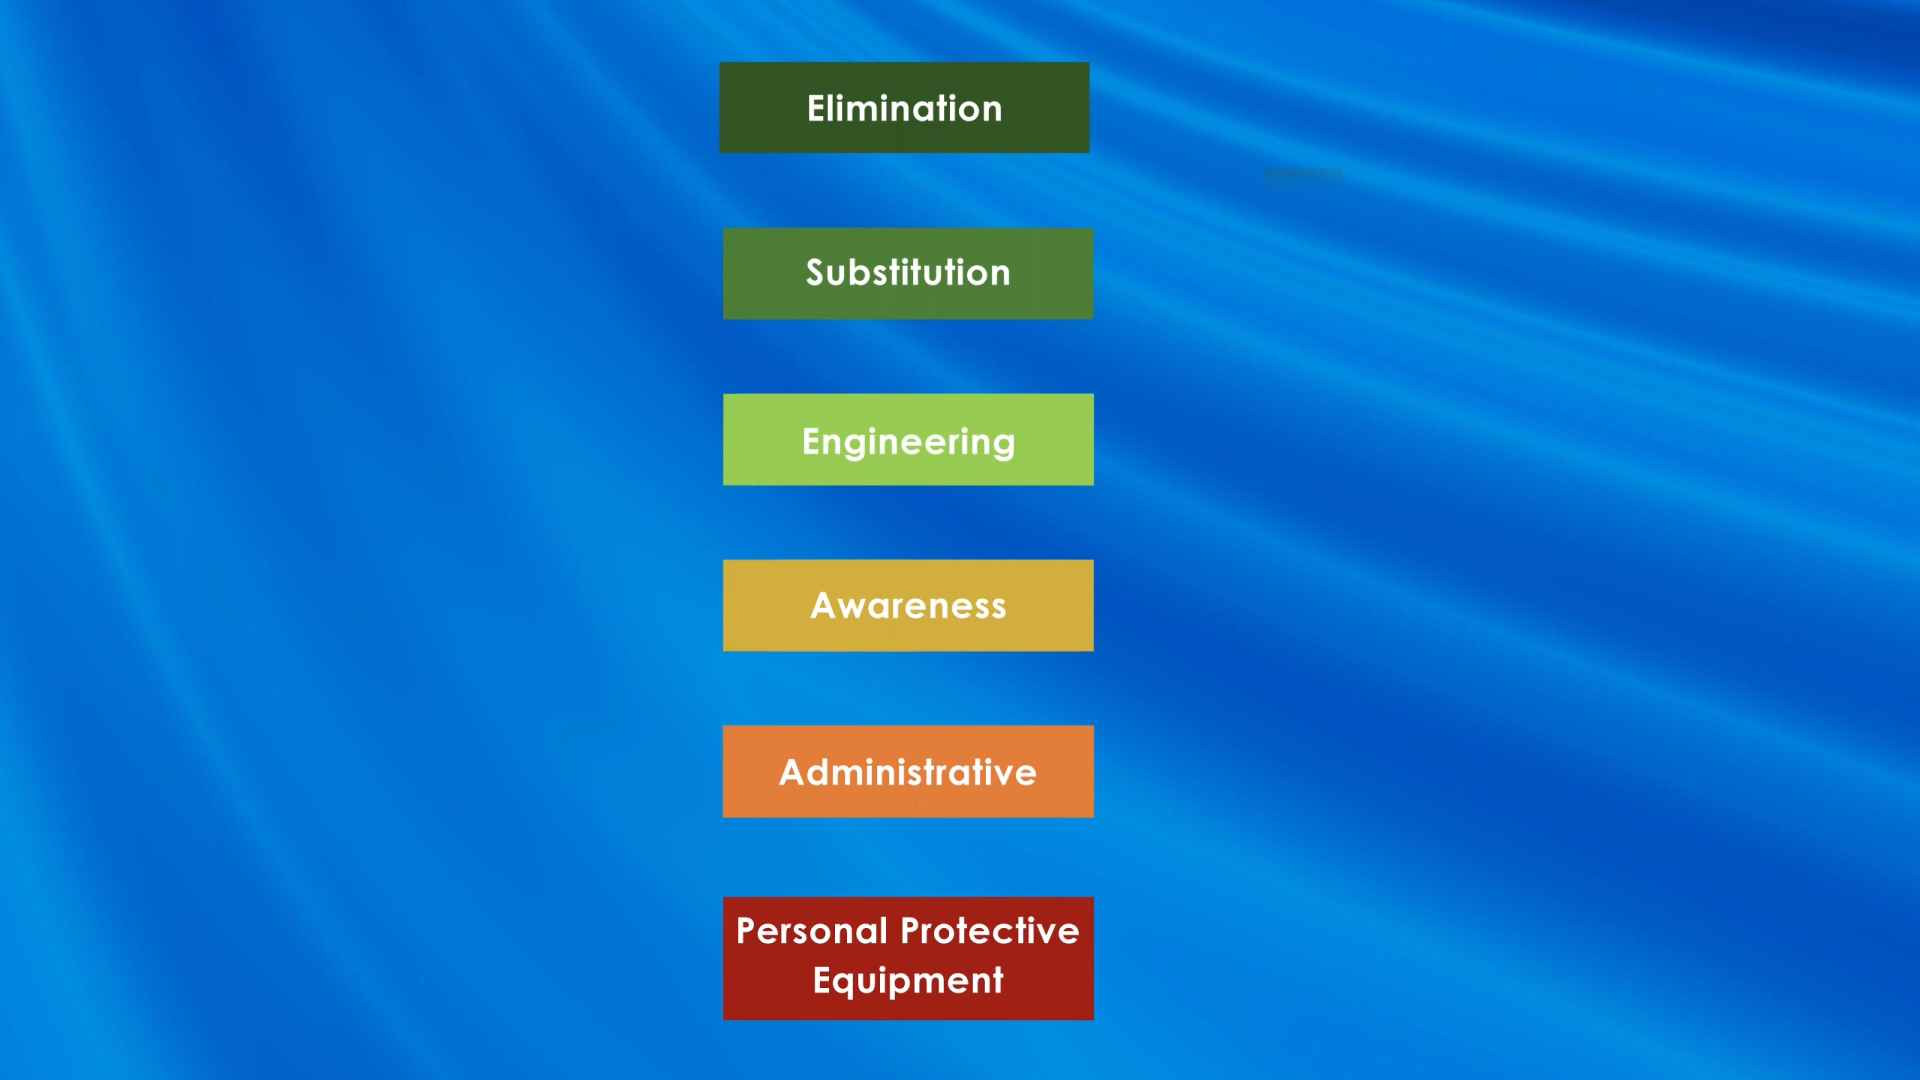 Elimination
Substitution
Engineering
Awareness
Administrative
Personal Protective
Equipment